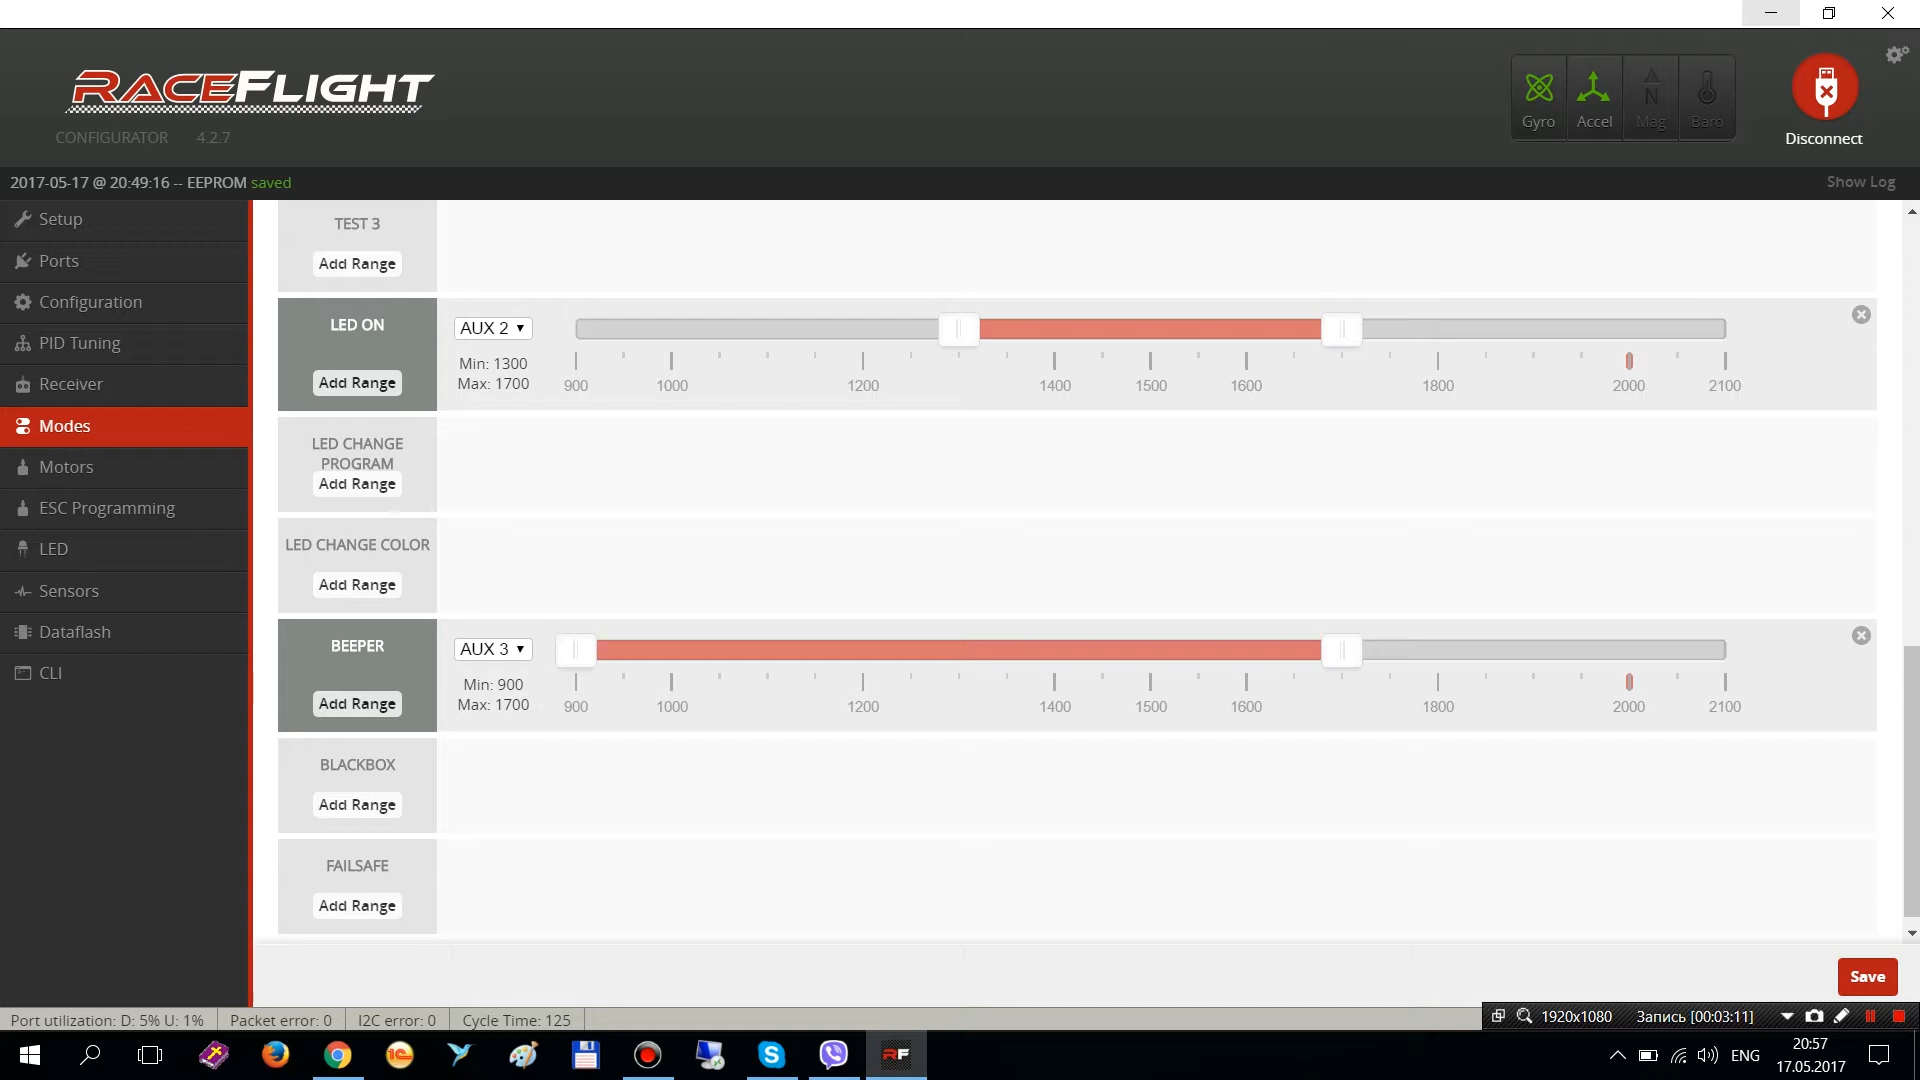 RACEFLIGHT
CONFIGURATOR 4.2.7
Gyro Accel Mag Baro
Disconnect
2017-05-17 @ 20:49:16 -- EEPROM saved
Show Log
Setup
Ports
Configuration
PID Tuning
Receiver
Modes
Motors
ESC Programming
LED
Sensors
Dataflash
CLI
TEST 3
Add Range
LED ON
Add Range
AUX 2
Min: 1300
Max: 1700
900 1000 1200 1400 1500 1600 1800 2000 2100
LED CHANGE
PROGRAM
Add Range
LED CHANGE COLOR
Add Range
BEEPER
Add Range
AUX 3
Min: 900
Max: 1700
900 1000 1200 1400 1500 1600 1800 2000 2100
BLACKBOX
Add Range
FAILSAFE
Add Range
Save
Port utilization: D: 5% U: 1% Packet error: 0 I2C error: 0 Cycle Time: 125
1920x1080 Запись [00:03:11]
1С
RF
ENG
20:57
17.05.2017